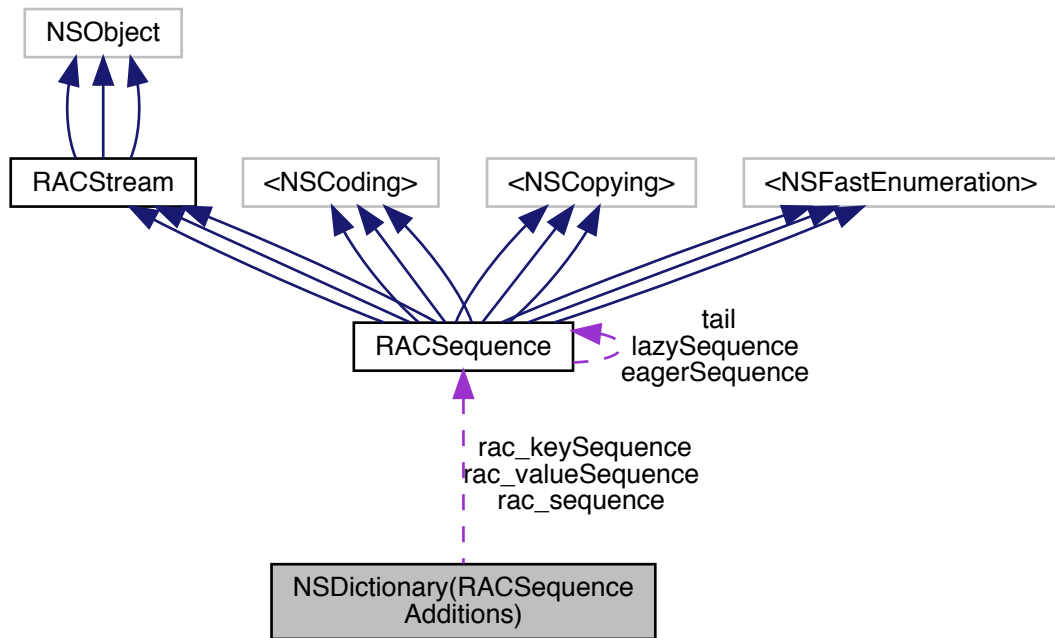 NSObject
RACStream
<NSCoding>
<NSCopying>
<NSFastEnumeration>
RACSequence
tail
lazySequence
eagerSequence
rac_keySequence
rac_valueSequence
rac_sequence
NSDictionary(RACSequence
Additions)